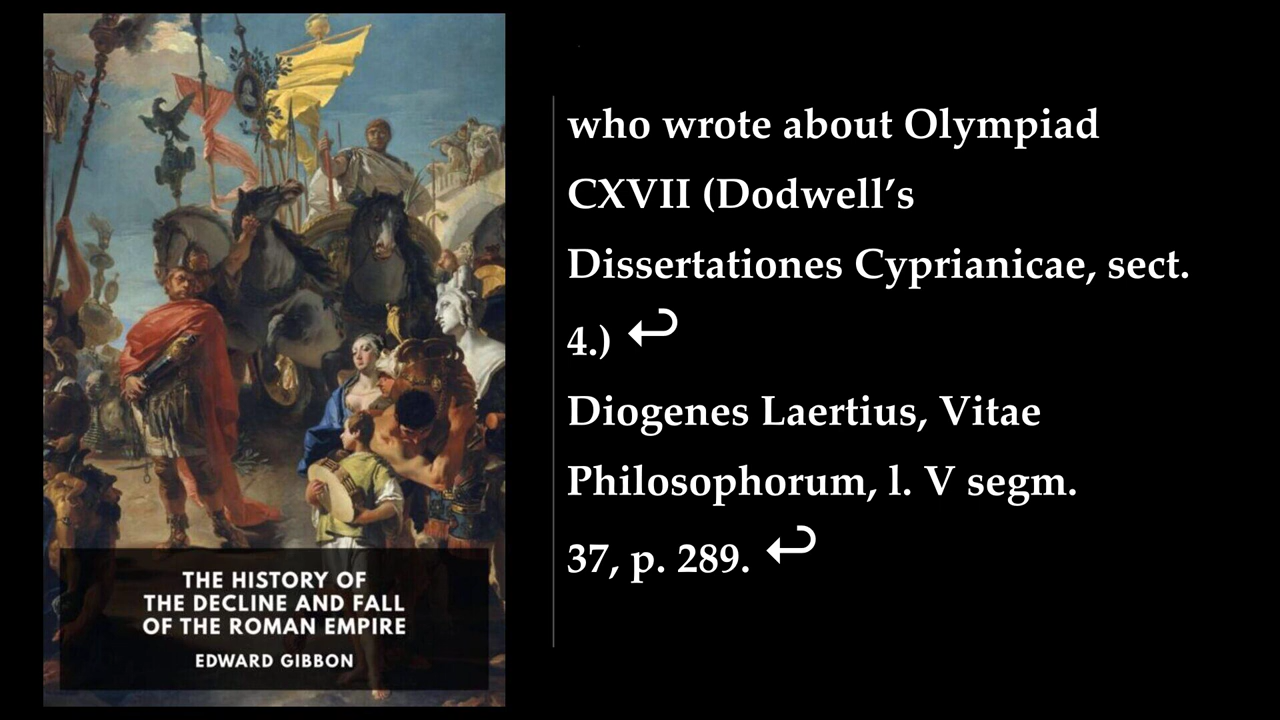 who wrote about Olympiad
CXVII (Dodwell’s
Dissertationes Cyprianicae, sect.
4.) ↩
Diogenes Laertius, Vitae
Philosophorum, l. V segm.
37, p. 289. ↩
THE HISTORY OF
THE DECLINE AND FALL
OF THE ROMAN EMPIRE
EDWARD GIBBON